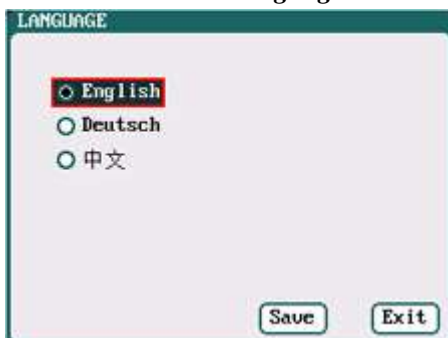 LANGUAGE
English
Deutsch
中文
Save Exit